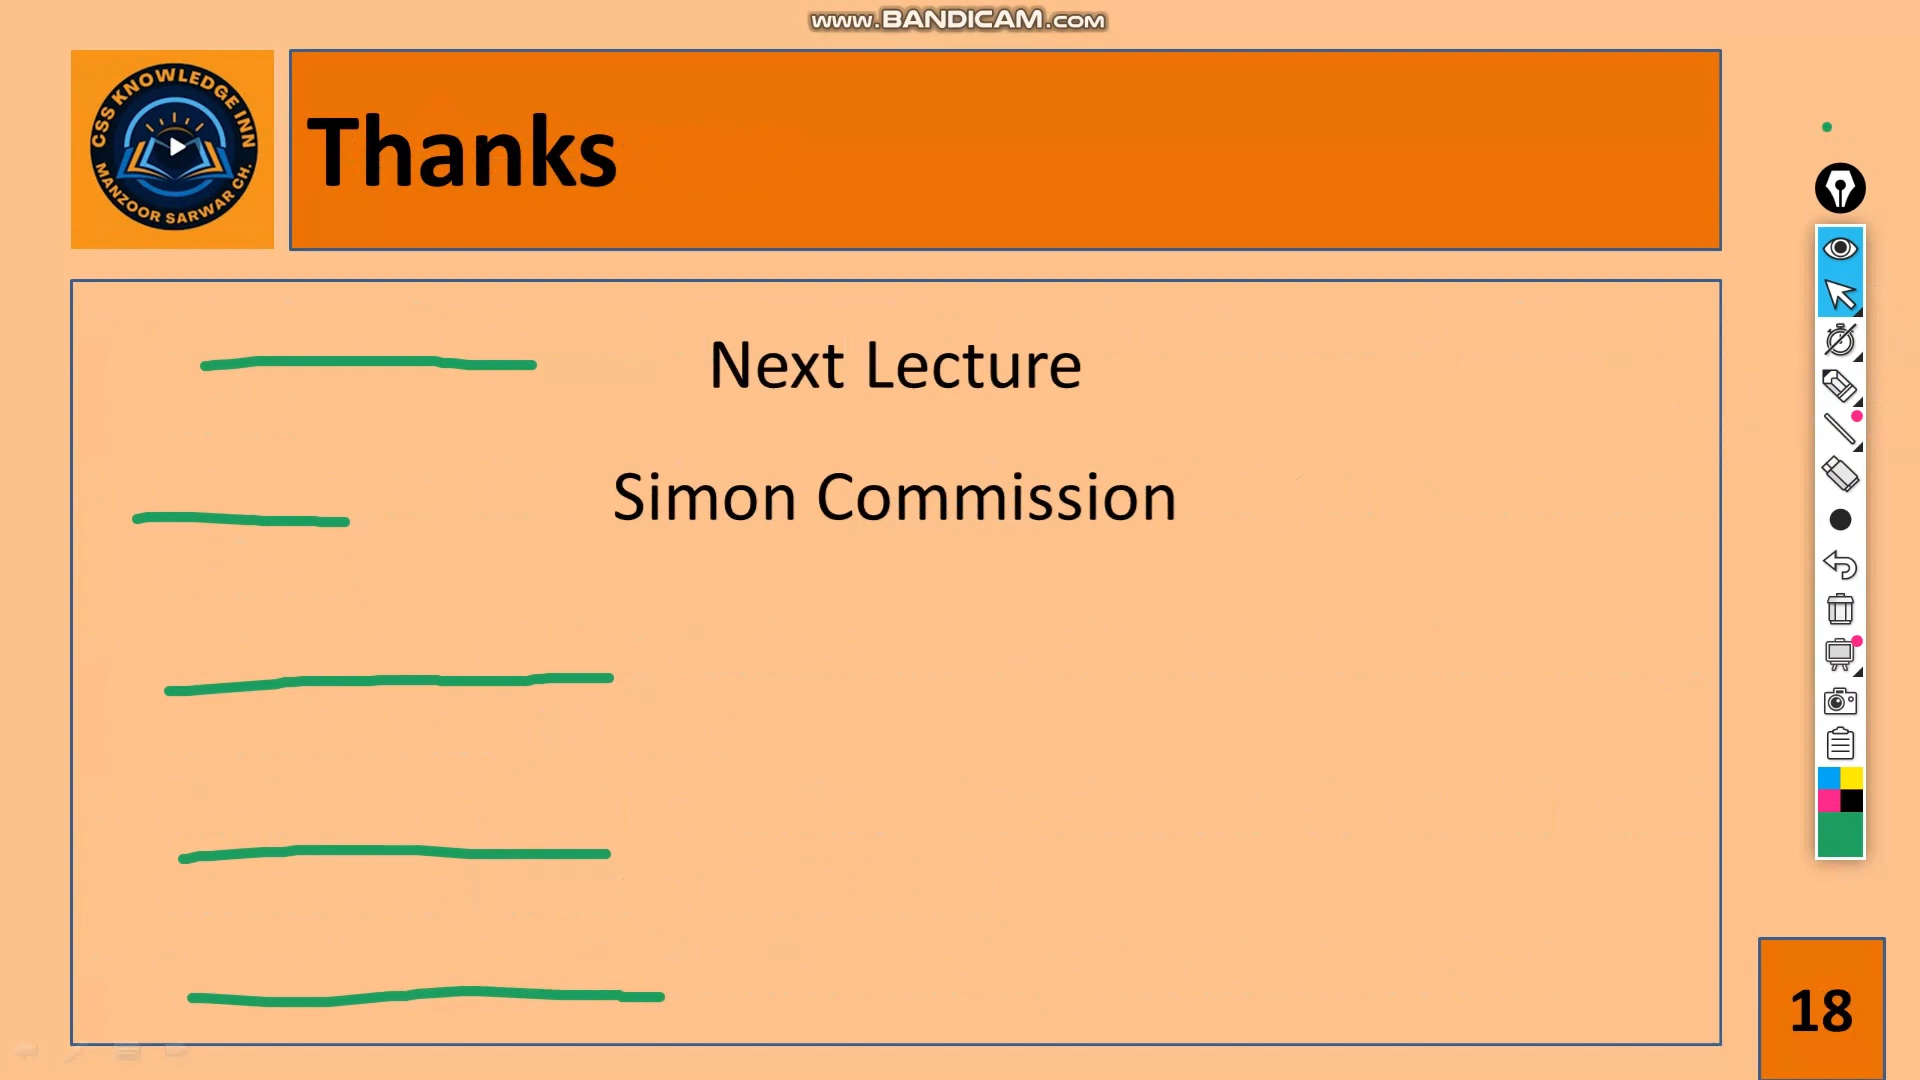 www.BANDICAM.com
CSS KNOWLEDGE INN
MANZOOR SARWAR CH.
Thanks
Next Lecture
Simon Commission
18